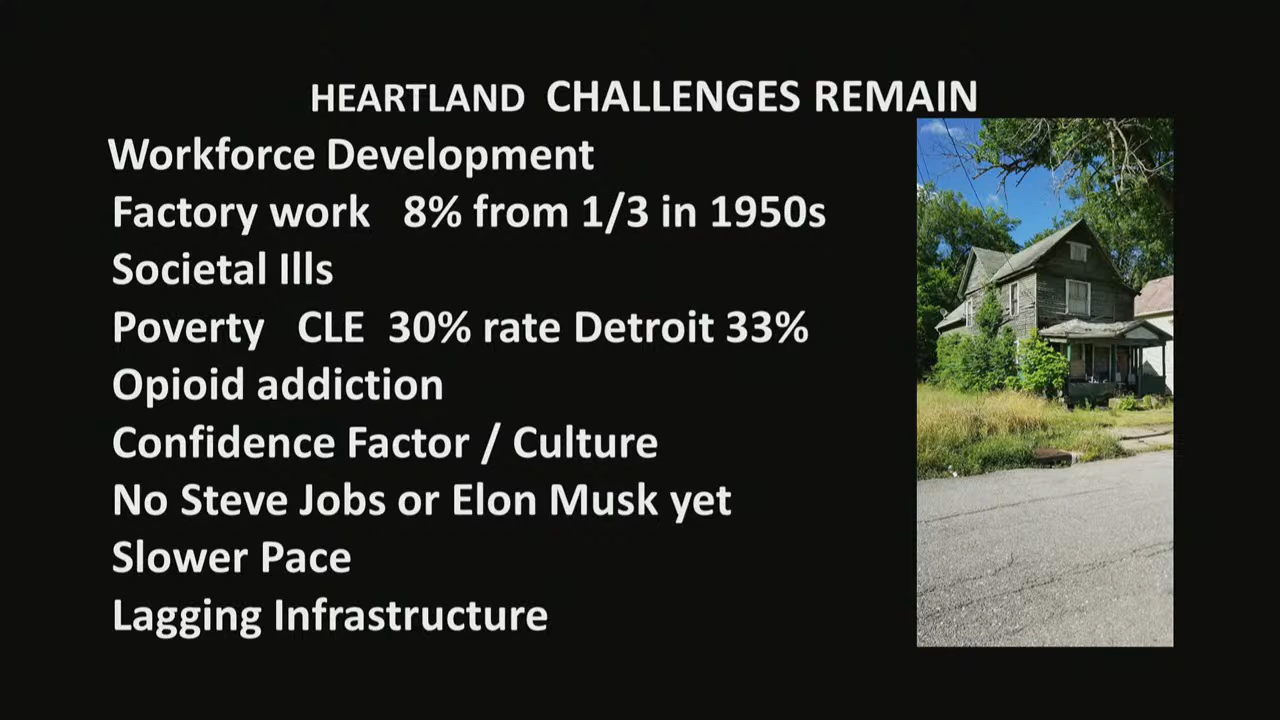 HEARTLAND CHALLENGES REMAIN
Workforce Development
Factory work 8% from 1/3 in 1950s
Societal Ills
Poverty CLE 30% rate Detroit 33%
Opioid addiction
Confidence Factor / Culture
No Steve Jobs or Elon Musk yet
Slower Pace
Lagging Infrastructure